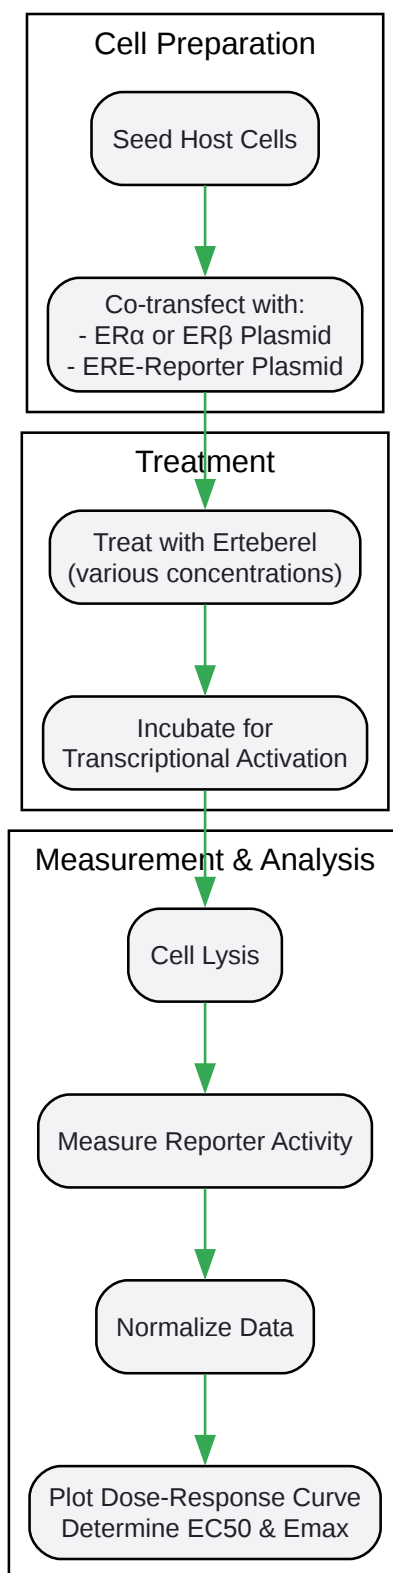 Cell Preparation
Seed Host Cells
Co-transfect with:
- ERα or ERβ Plasmid
- ERE-Reporter Plasmid
Treatment
Treat with Erteberel
(various concentrations)
Incubate for
Transcriptional Activation
Measurement & Analysis
Cell Lysis
Measure Reporter Activity
Normalize Data
Plot Dose-Response Curve
Determine EC50 & Emax